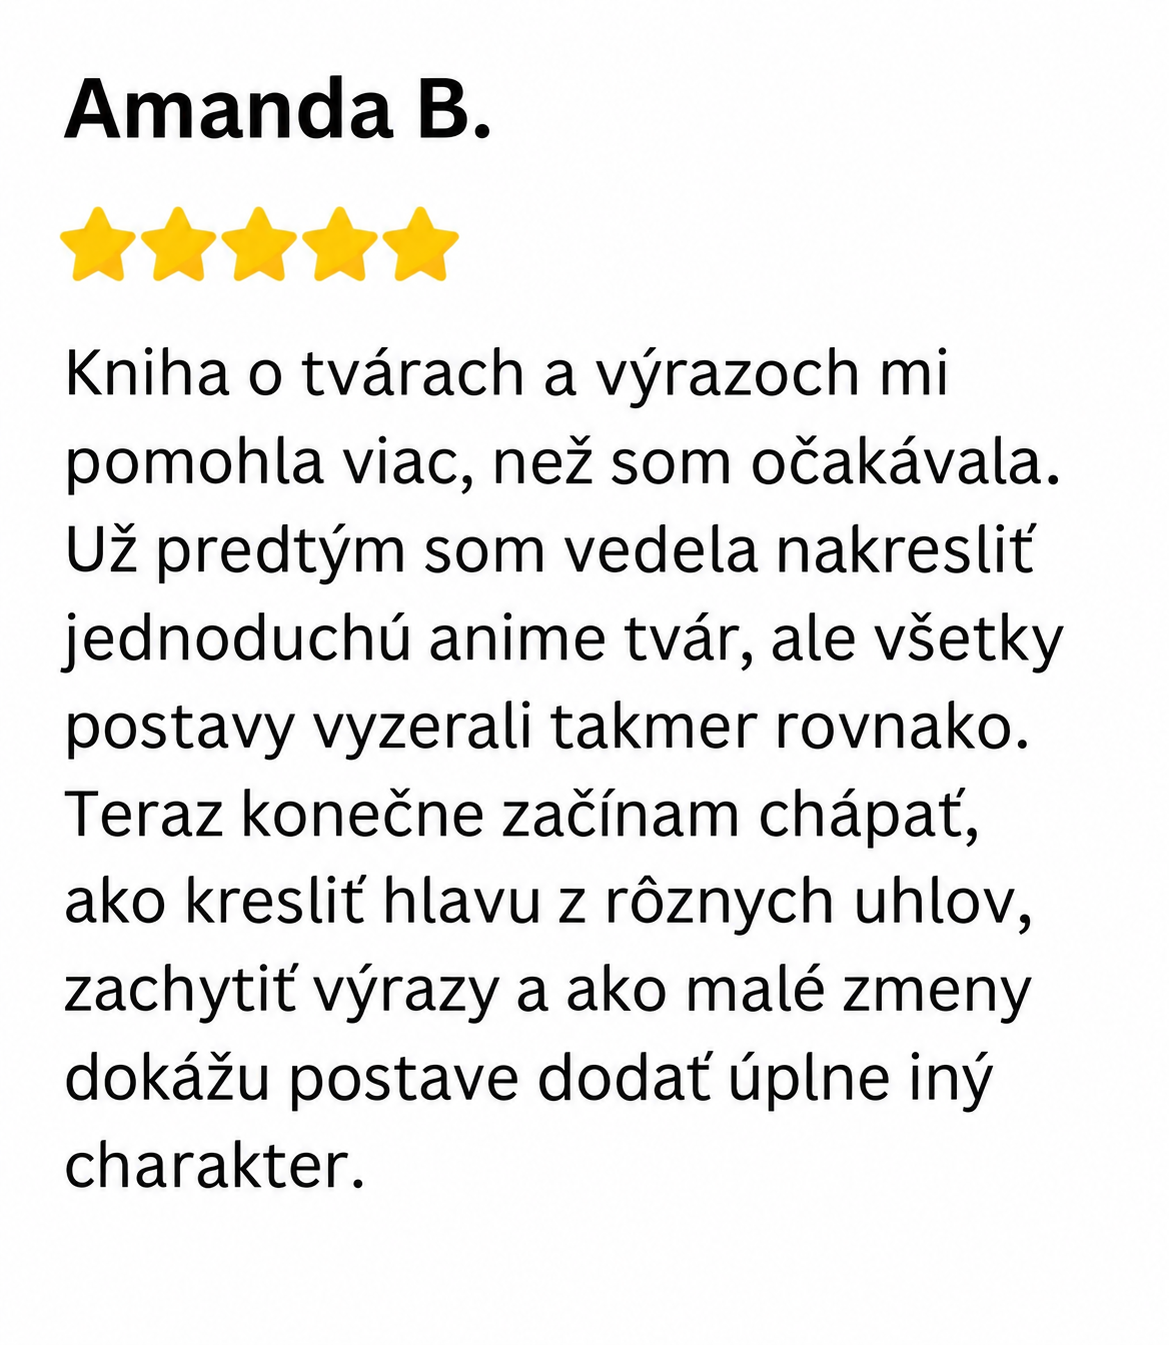 Amanda B.
Kniha o tvárach a výrazoch mi
pomohla viac, než som očakávala.
Už predtým som vedela nakresliť
jednoduchú anime tvár, ale všetky
postavy vyzerali takmer rovnako.
Teraz konečne začínam chápať,
ako kresliť hlavu z rôznych uhlov,
zachytiť výrazy a ako malé zmeny
dokážu postave dodať úplne iný
charakter.